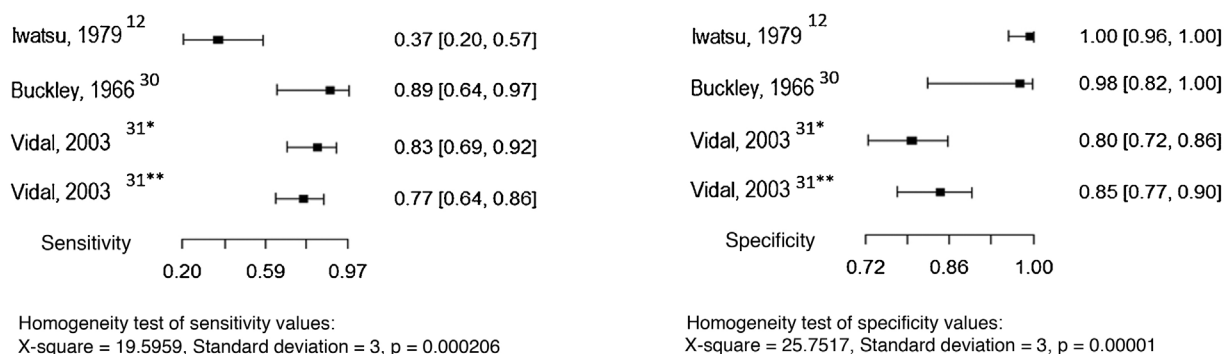 Iwatsu, 1979 12 0.37 [0.20, 0.57]
Buckley, 1966 30 0.89 [0.64, 0.97]
Vidal, 2003 31* 0.83 [0.69, 0.92]
Vidal, 2003 31** 0.77 [0.64, 0.86]
Sensitivity
0.20 0.59 0.97
Homogeneity test of sensitivity values:
X-square = 19.5959, Standard deviation = 3, p = 0.000206
Iwatsu, 1979 12 1.00 [0.96, 1.00]
Buckley, 1966 30 0.98 [0.82, 1.00]
Vidal, 2003 31* 0.80 [0.72, 0.86]
Vidal, 2003 31** 0.85 [0.77, 0.90]
Specificity
0.72 0.86 1.00
Homogeneity test of specificity values:
X-square = 25.7517, Standard deviation = 3, p = 0.00001